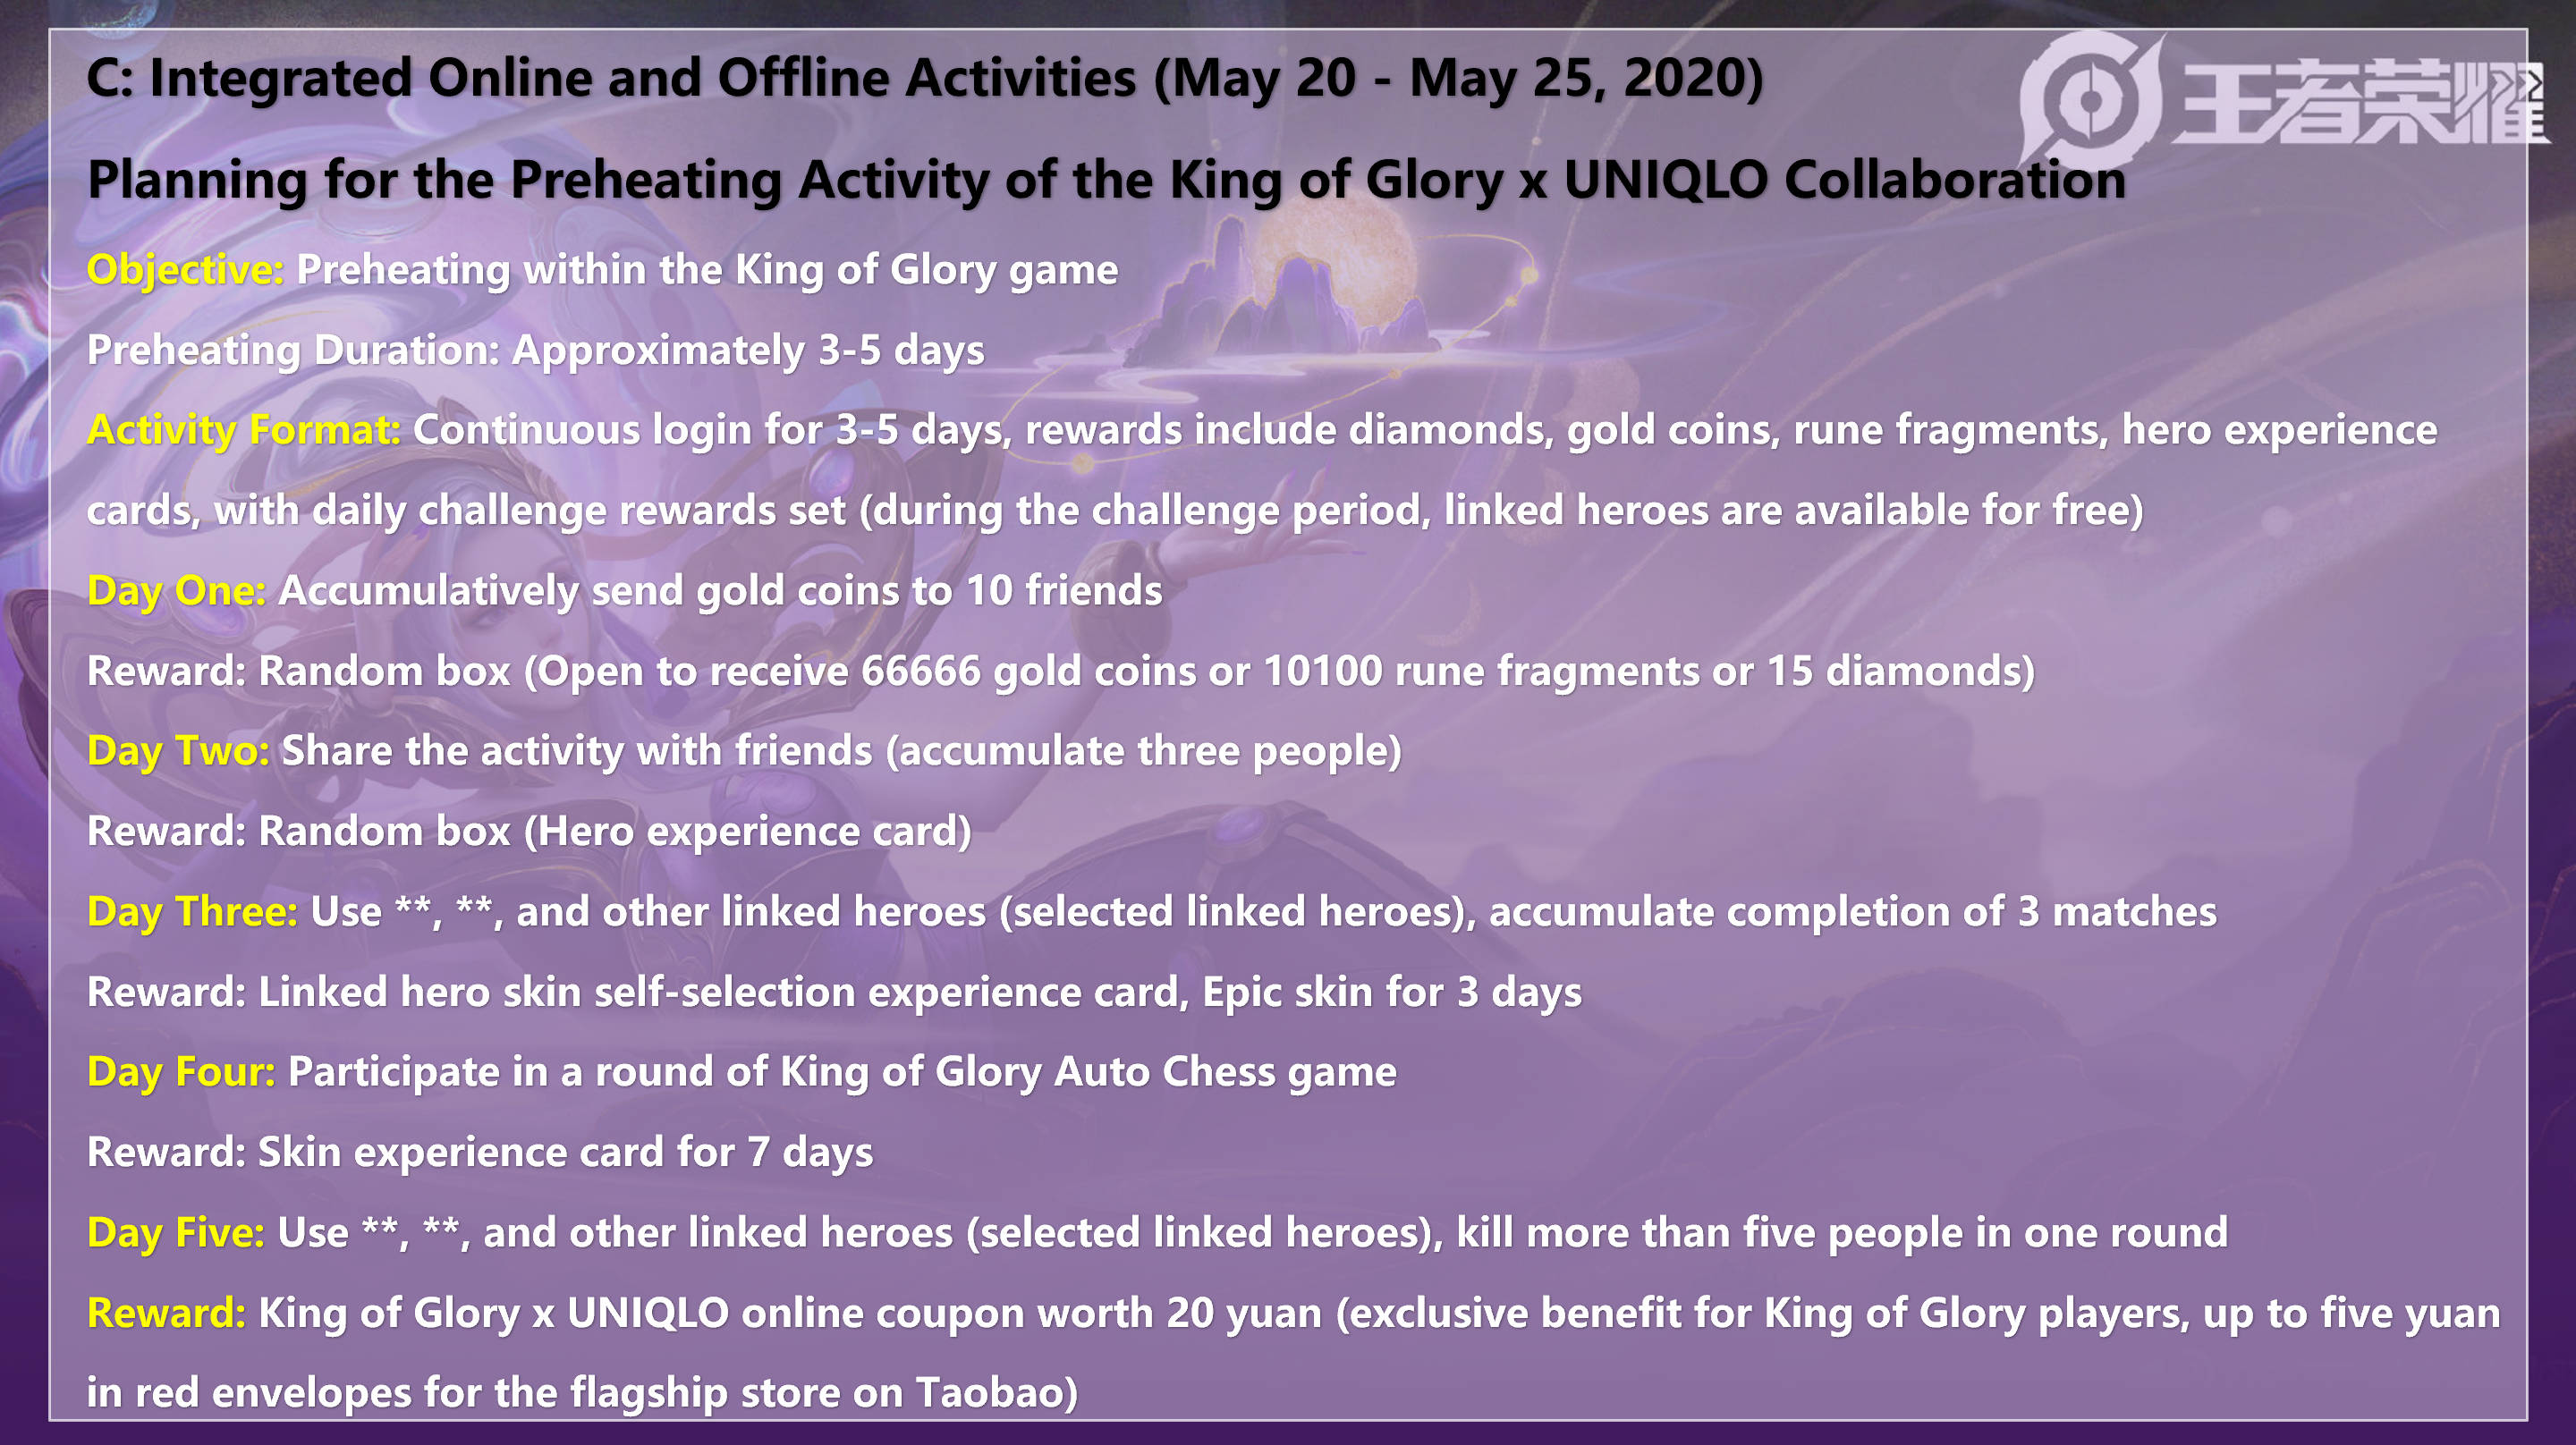 C: Integrated Online and Offline Activities (May 20 - May 25, 2020)
王者荣耀
Planning for the Preheating Activity of the King of Glory x UNIQLO Collaboration
Objective: Preheating within the King of Glory game
Preheating Duration: Approximately 3-5 days
Activity Format: Continuous login for 3-5 days, rewards include diamonds, gold coins, rune fragments, hero experience
cards, with daily challenge rewards set (during the challenge period, linked heroes are available for free)
Day One: Accumulatively send gold coins to 10 friends
Reward: Random box (Open to receive 66666 gold coins or 10100 rune fragments or 15 diamonds)
Day Two: Share the activity with friends (accumulate three people)
Reward: Random box (Hero experience card)
Day Three: Use **, **, and other linked heroes (selected linked heroes), accumulate completion of 3 matches
Reward: Linked hero skin self-selection experience card, Epic skin for 3 days
Day Four: Participate in a round of King of Glory Auto Chess game
Reward: Skin experience card for 7 days
Day Five: Use **, **, and other linked heroes (selected linked heroes), kill more than five people in one round
Reward: King of Glory x UNIQLO online coupon worth 20 yuan (exclusive benefit for King of Glory players, up to five yuan
in red envelopes for the flagship store on Taobao)